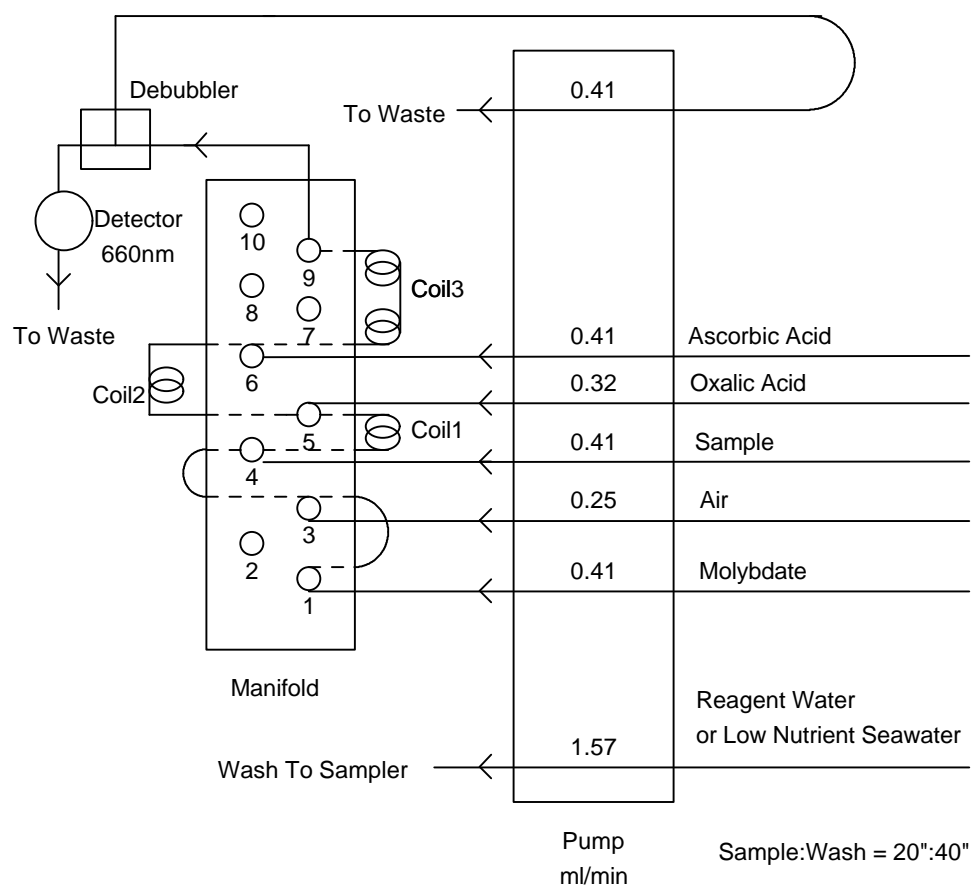 0.41
Debubbler
To Waste
Detector
660nm
10
9
8
7
Coil3
To Waste
0.41
Ascorbic Acid
6
Coil2
0.32
Oxalic Acid
5
Coil1
0.41
Sample
4
0.25
Air
3
2
0.41
Molybdate
1
Manifold
Reagent Water
or Low Nutrient Seawater
1.57
Wash To Sampler
Pump
ml/min
Sample:Wash = 20":40"